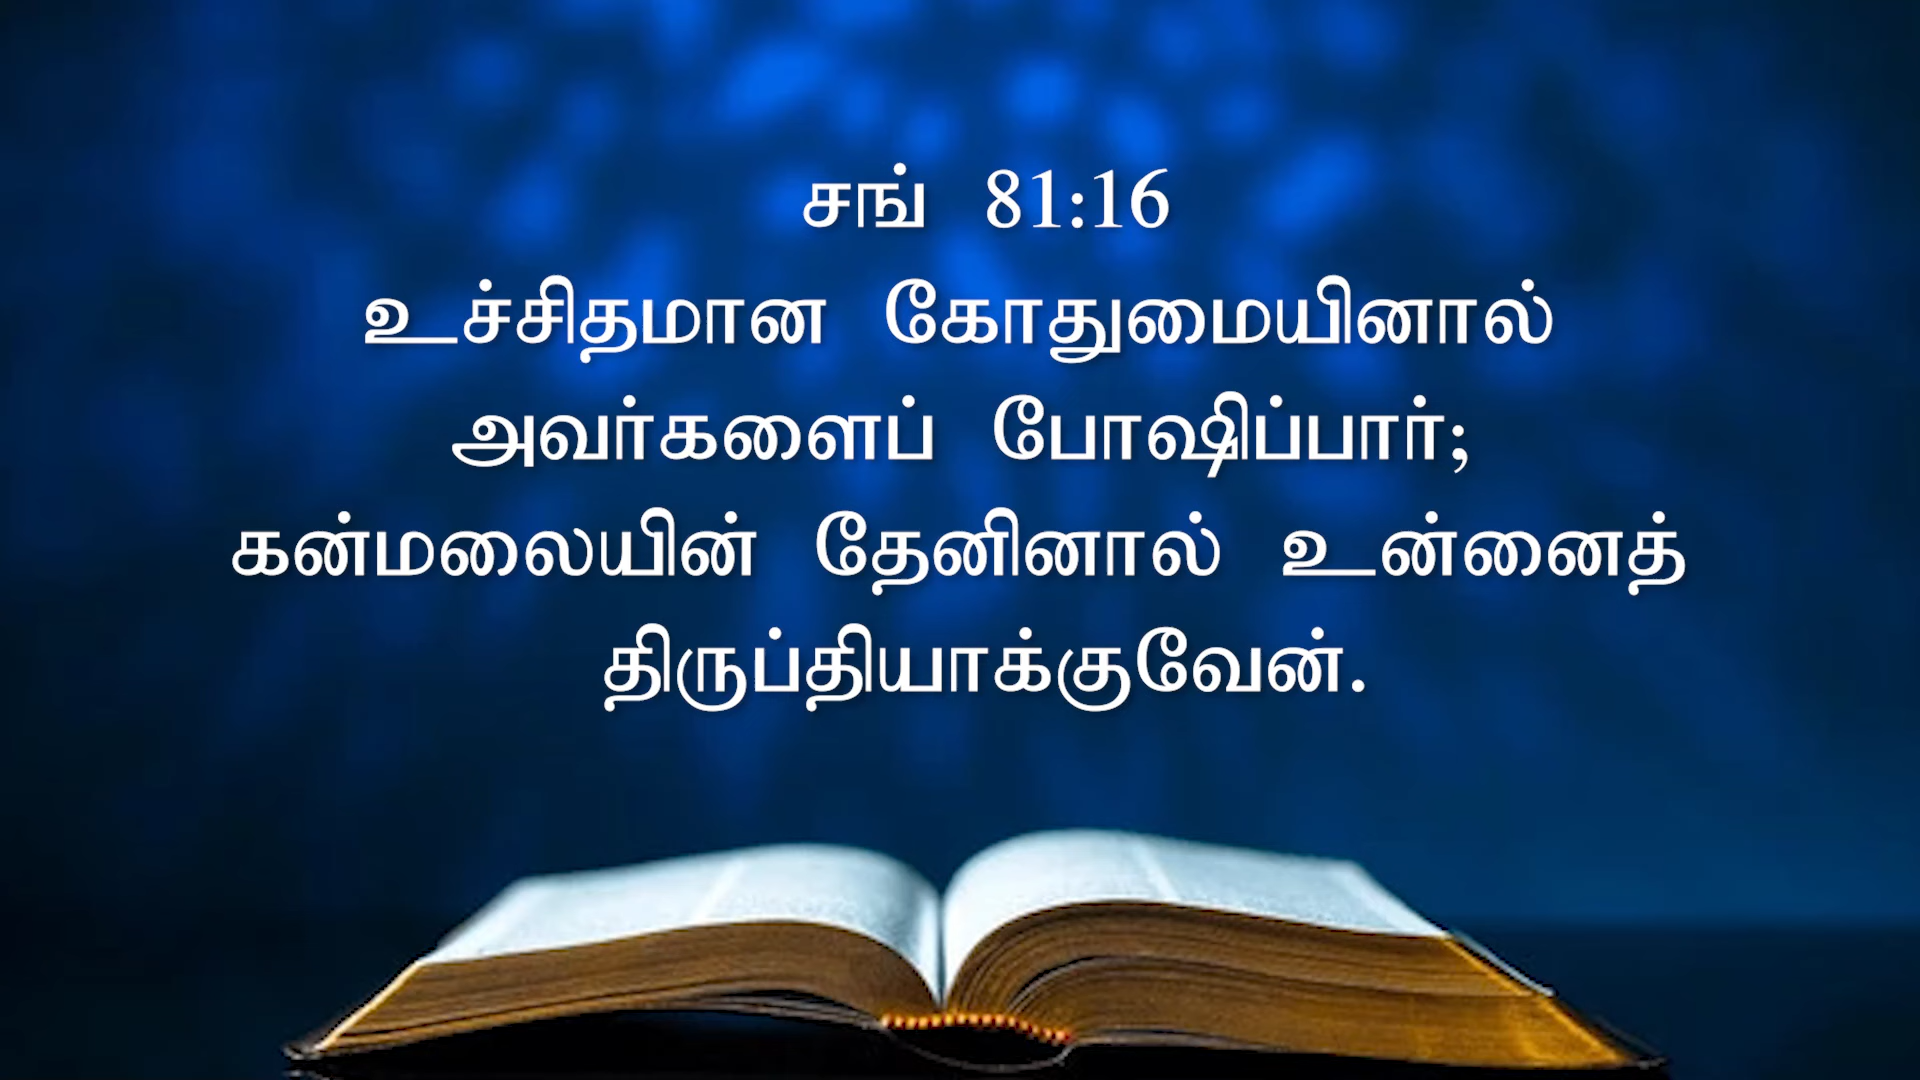 சங் 81:16
உச்சிதமான கோதுமையினால்
அவர்களைப் போஷிப்பார்;
கன்மலையின் தேனினால் உன்னைத்
திருப்தியாக்குவேன்.